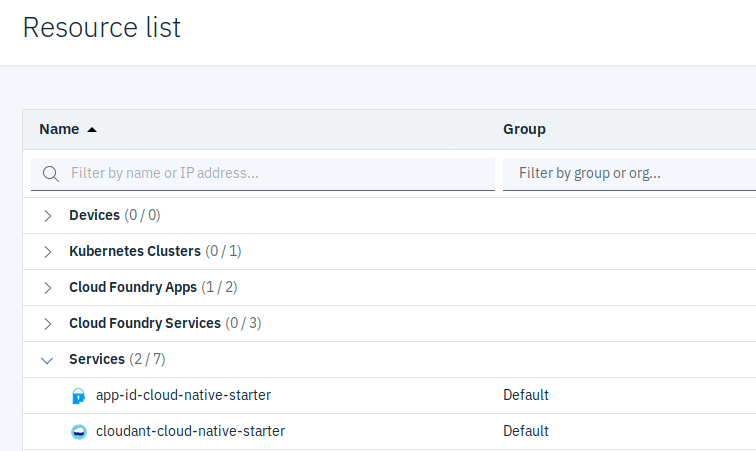 Resource list
Name Group
Filter by name or IP address... Filter by group or org...
Devices (0 / 0)
Kubernetes Clusters (0 / 1)
Cloud Foundry Apps (1 / 2)
Cloud Foundry Services (0 / 3)
Services (2 / 7)
app-id-cloud-native-starter Default
cloudant-cloud-native-starter Default